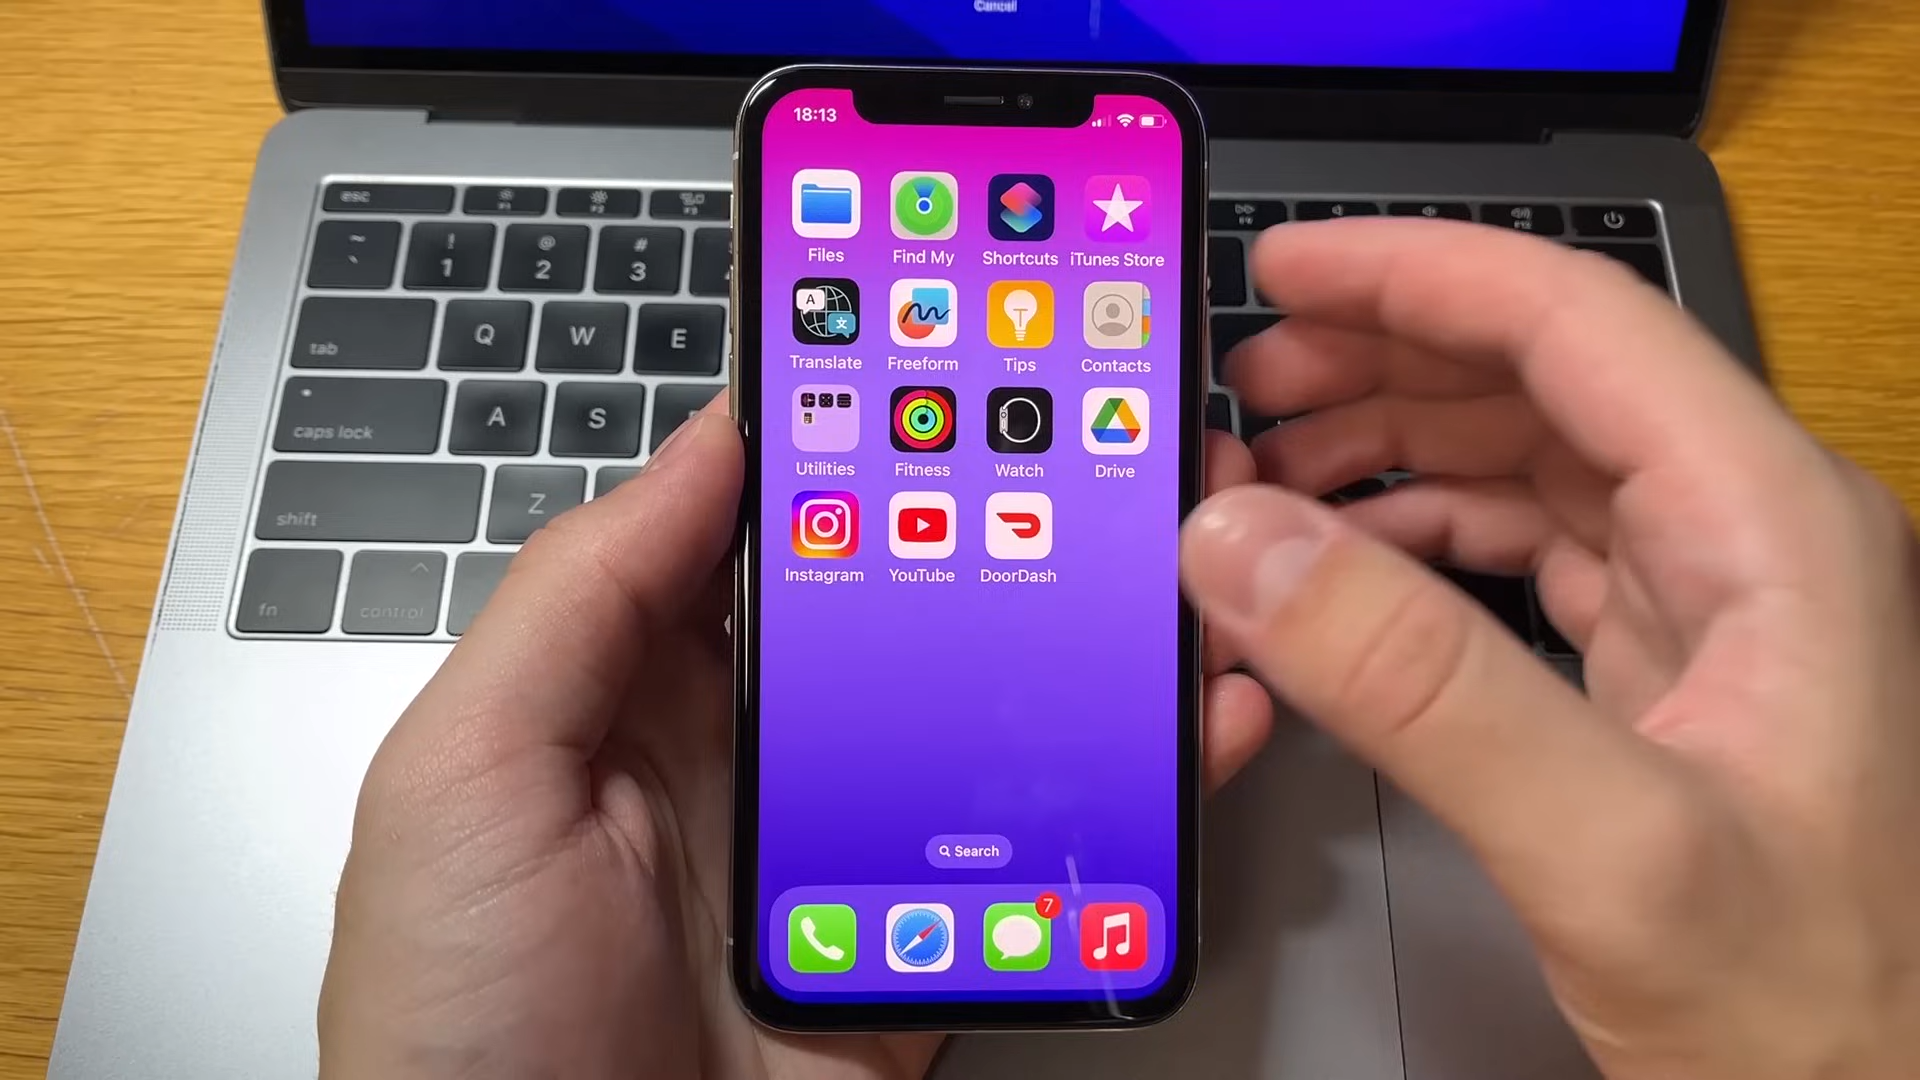 Cancel
18:13
Files Find My Shortcuts iTunes Store
A 文
Translate Freeform Tips Contacts
Utilities Fitness Watch Drive
Instagram YouTube DoorDash
Search
7
esc
~ ! @ #
` 1 2 3
tab Q W E
caps lock A S
shift Z
fn control